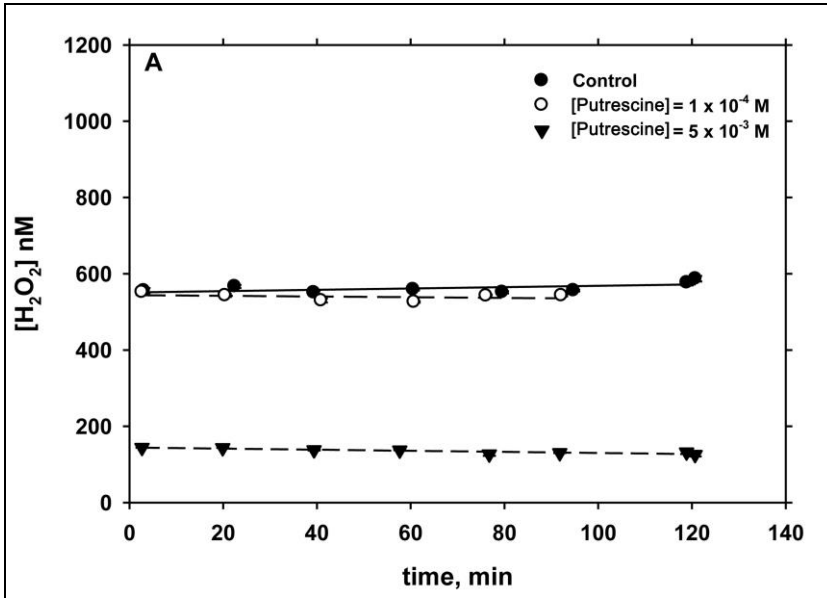 A
Control
[Putrescine] = 1 x 10⁻⁴ M
[Putrescine] = 5 x 10⁻³ M
[H₂O₂] nM
1200
1000
800
600
400
200
0
0 20 40 60 80 100 120 140
time, min